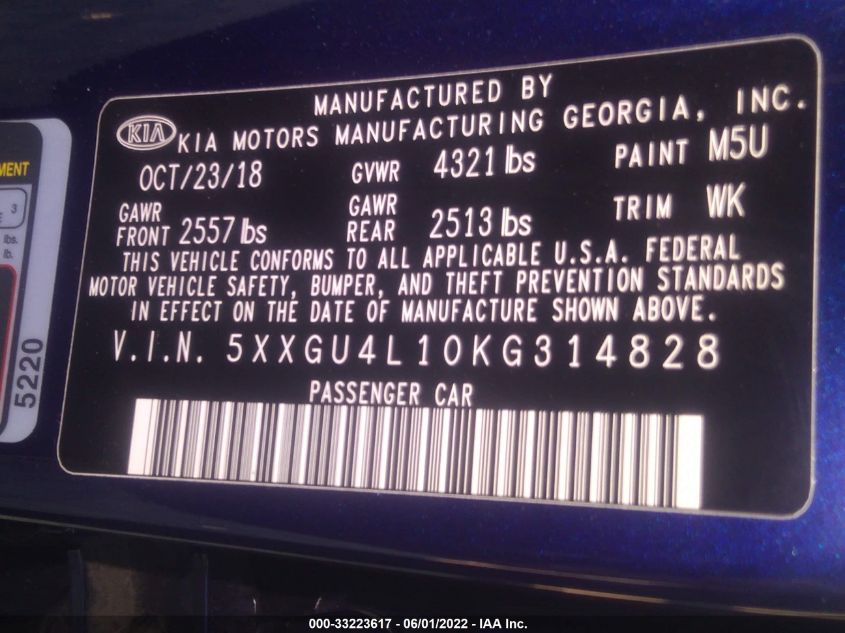 MANUFACTURED BY
KIA KIA MOTORS MANUFACTURING GEORGIA, INC.
OCT/23/18 GVWR 4321 lbs PAINT M5U
GAWR FRONT 2557 lbs GAWR REAR 2513 lbs TRIM WK
THIS VEHICLE CONFORMS TO ALL APPLICABLE U.S.A. FEDERAL
MOTOR VEHICLE SAFETY, BUMPER, AND THEFT PREVENTION STANDARDS
IN EFFECT ON THE DATE OF MANUFACTURE SHOWN ABOVE.
V.I.N. 5XXGU4L10KG314828
PASSENGER CAR
MENT
3
lbs.
lb.
5220
000-33223617 - 06/01/2022 - IAA Inc.